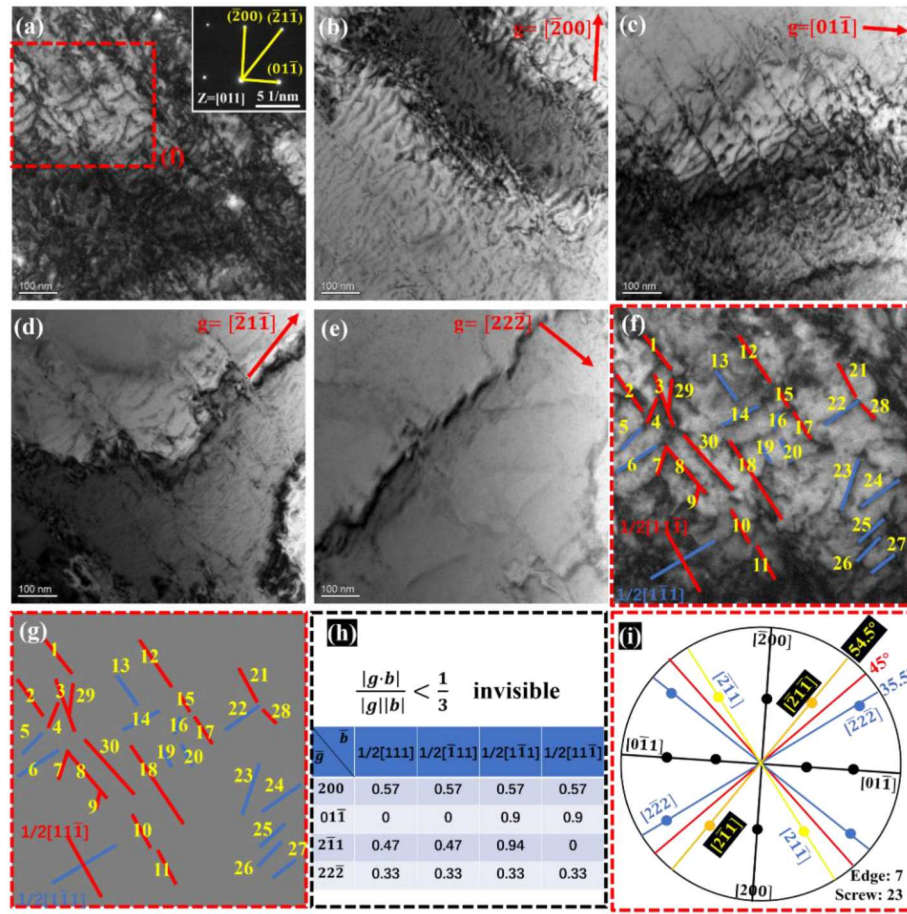 (a)
(2̄00)
(2̄11̄)
(011̄)
Z=[011]
5 1/nm
(f)
100 nm
(b)
g= [2̄00]
100 nm
(c)
g=[011̄]
100 nm
(d)
g= [2̄11̄]
100 nm
(e)
g= [222̄]
100 nm
(f)
1
12
13
21
2
3
29
15
22
28
14
16
17
5
4
30
19
20
6
7
8
18
23
24
9
10
25
27
11
26
1/2[111̄]
1/2[11̄1]
(g)
1
12
13
21
2
3
29
15
22
28
14
16
17
5
4
30
19
20
6
7
8
18
23
24
9
10
25
27
11
26
1/2[111̄]
1/2[11̄1]
(h)
|g·b| / |g||b| < 1/3 invisible
g̅ b̅ 1/2[111] 1/2[1̄11] 1/2[11̄1] 1/2[111̄]
200 0.57 0.57 0.57 0.57
011̄ 0 0 0.9 0.9
21̄1 0.47 0.47 0.94 0
222̄ 0.33 0.33 0.33 0.33
(i)
[2̄00]
54.5°
45°
35.5°
[2̄1̄1]
[2̄11̄]
[2̄22̄]
[01̄1]
[011̄]
[22̄2]
[21̄1]
[211̄]
[200]
Edge: 7
Screw: 23